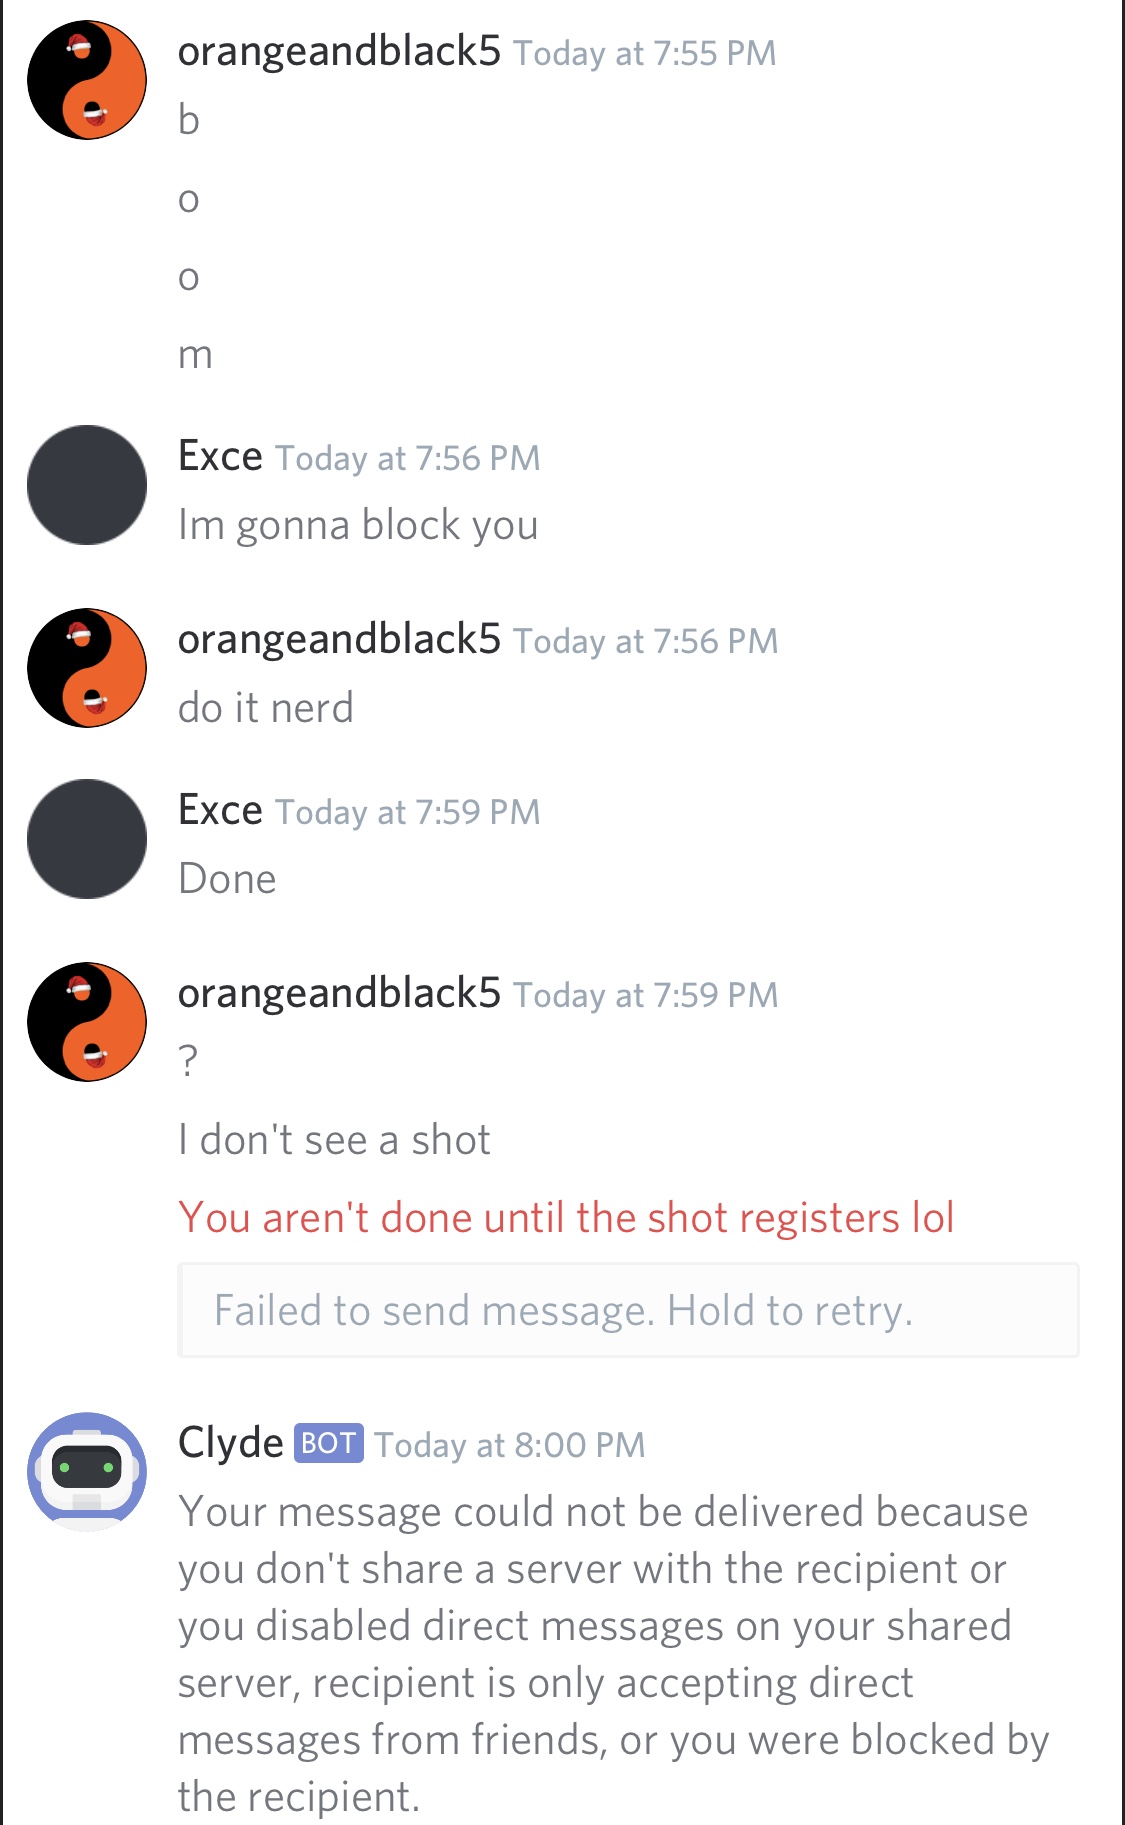 orangeandblack5 Today at 7:55 PM
b
o
o
m
Exce Today at 7:56 PM
Im gonna block you
orangeandblack5 Today at 7:56 PM
do it nerd
Exce Today at 7:59 PM
Done
orangeandblack5 Today at 7:59 PM
?
I don't see a shot
You aren't done until the shot registers lol
Failed to send message. Hold to retry.
Clyde BOT Today at 8:00 PM
Your message could not be delivered because
you don't share a server with the recipient or
you disabled direct messages on your shared
server, recipient is only accepting direct
messages from friends, or you were blocked by
the recipient.